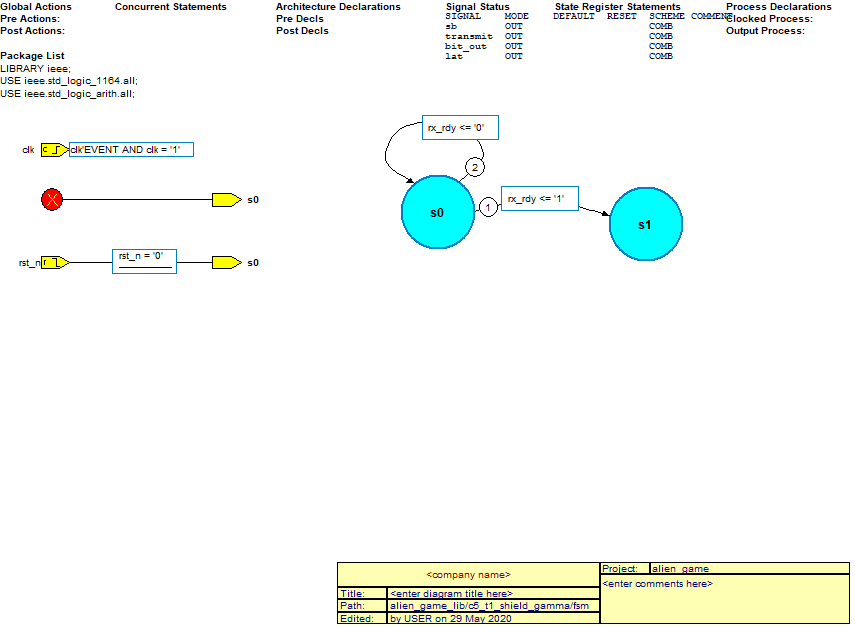 Global Actions
Pre Actions:
Post Actions:
Concurrent Statements
Architecture Declarations
Pre Decls
Post Decls
Signal Status
SIGNAL MODE DEFAULT RESET SCHEME COMMENT
sb OUT COMB
transmit OUT COMB
bit_out OUT COMB
lat OUT COMB
State Register Statements
Process Declarations
Clocked Process:
Output Process:
Package List
LIBRARY ieee;
USE ieee.std_logic_1164.all;
USE ieee.std_logic_arith.all;
clk c clk'EVENT AND clk = '1'
X s0
rst_n r rst_n = '0' s0
rx_rdy <= '0'
2
s0
1
rx_rdy <= '1'
s1
<company name>
Title: <enter diagram title here>
Path: alien_game_lib/c5_t1_shield_gamma/fsm
Edited: by USER on 29 May 2020
Project: alien_game
<enter comments here>